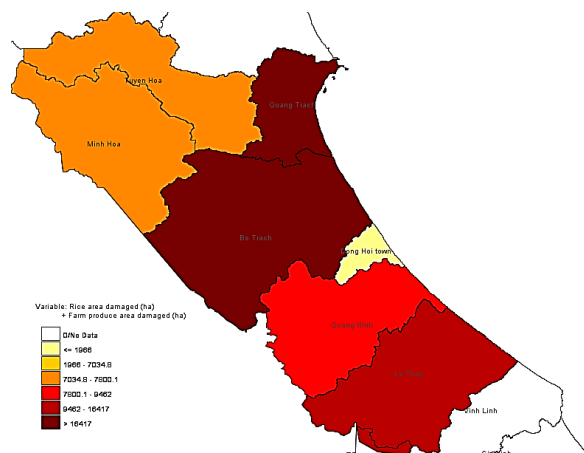 Tuyen Hoa
Quang Trach
Minh Hoa
Bo Trach
Dong Hoi town
Variable: Rice area damaged (ha)
+ Farm produce area damaged (ha)
0/No Data
<= 1966
1966 - 7034.8
7034.8 - 7800.1
7800.1 - 9462
9462 - 16417
> 16417
Quang Ninh
Vinh Linh